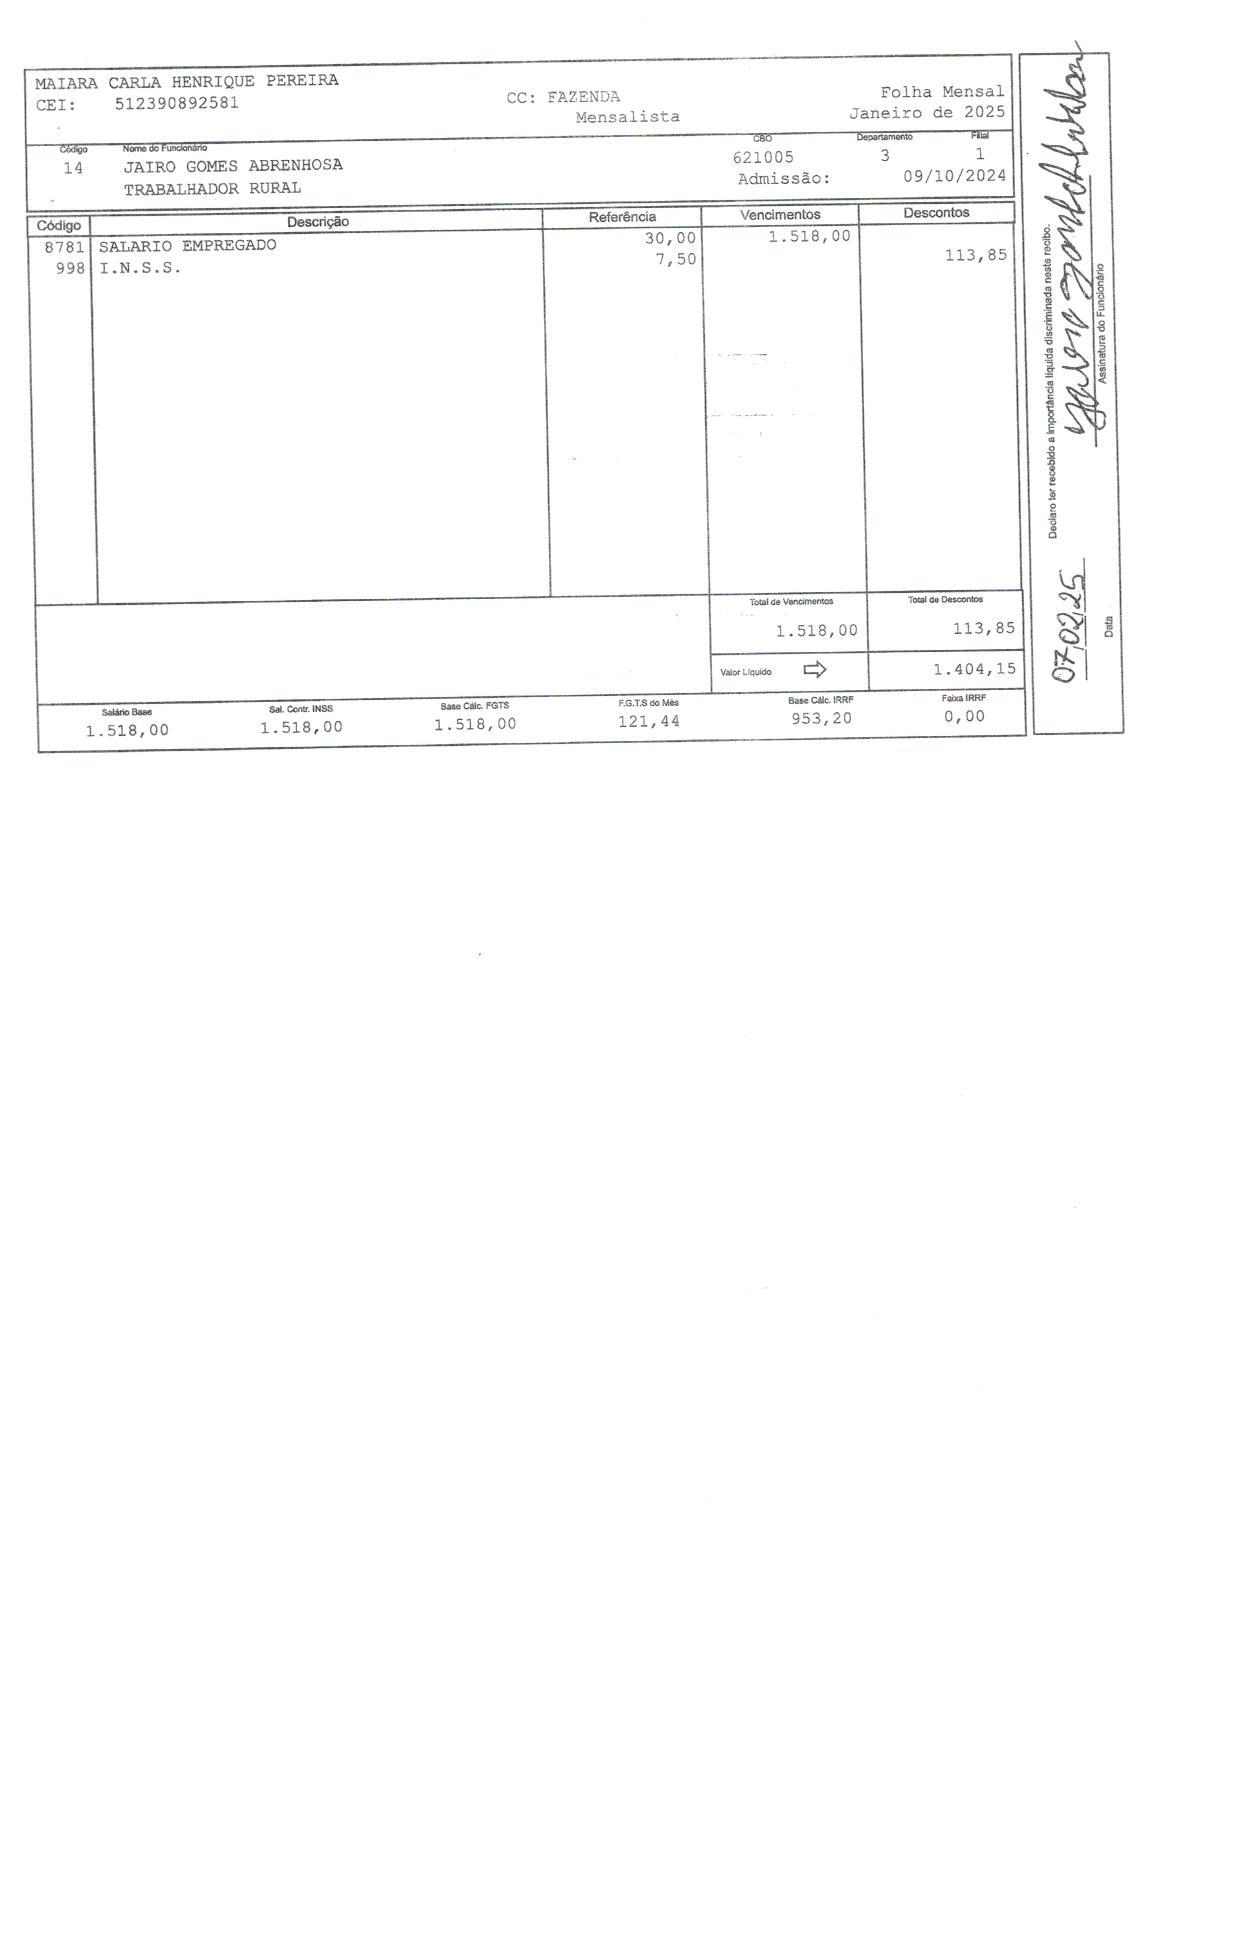 MAIARA CARLA HENRIQUE PEREIRA
CEI: 512390892581
CC: FAZENDA
Mensalista
Folha Mensal
Janeiro de 2025
Código Nome do Funcionário CBO Departamento Filial
14 JAIRO GOMES ABRENHOSA 621005 3 1
TRABALHADOR RURAL Admissão: 09/10/2024
Código Descrição Referência Vencimentos Descontos
8781 SALARIO EMPREGADO 30,00 1.518,00
998 I.N.S.S. 7,50 113,85
Total de Vencimentos Total de Descontos
1.518,00 113,85
Valor Líquido 1.404,15
Salário Base Sal. Contr. INSS Base Cálc. FGTS F.G.T.S do Mês Base Cálc. IRRF Faixa IRRF
1.518,00 1.518,00 1.518,00 121,44 953,20 0,00
Declaro ter recebido a importância líquida discriminada neste recibo.
07,02,25
Data
Assinatura do Funcionário